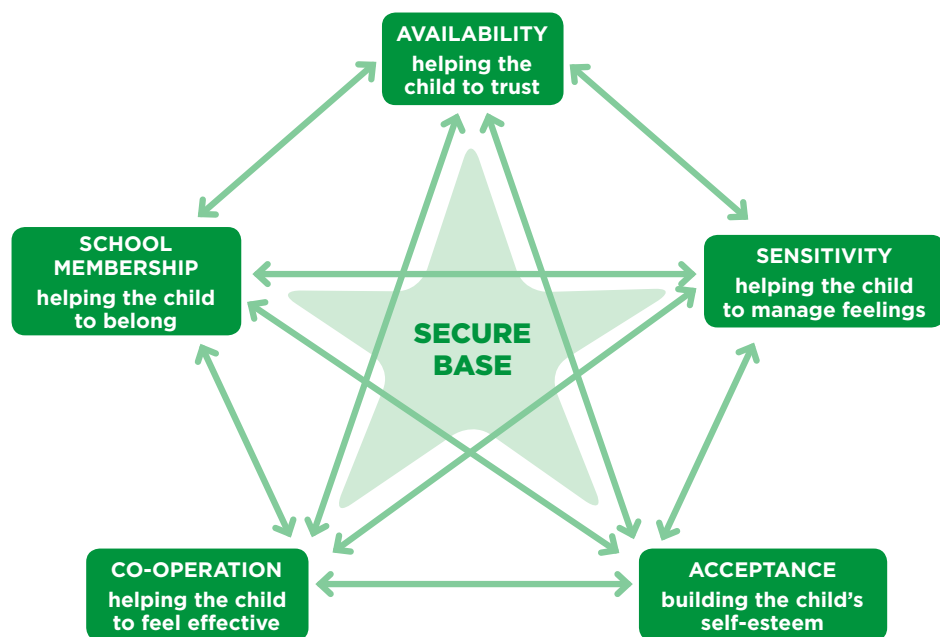 AVAILABILITY
helping the
child to trust
SCHOOL
MEMBERSHIP
helping the child
to belong
SENSITIVITY
helping the child
to manage feelings
SECURE
BASE
CO-OPERATION
helping the child
to feel effective
ACCEPTANCE
building the child’s
self-esteem